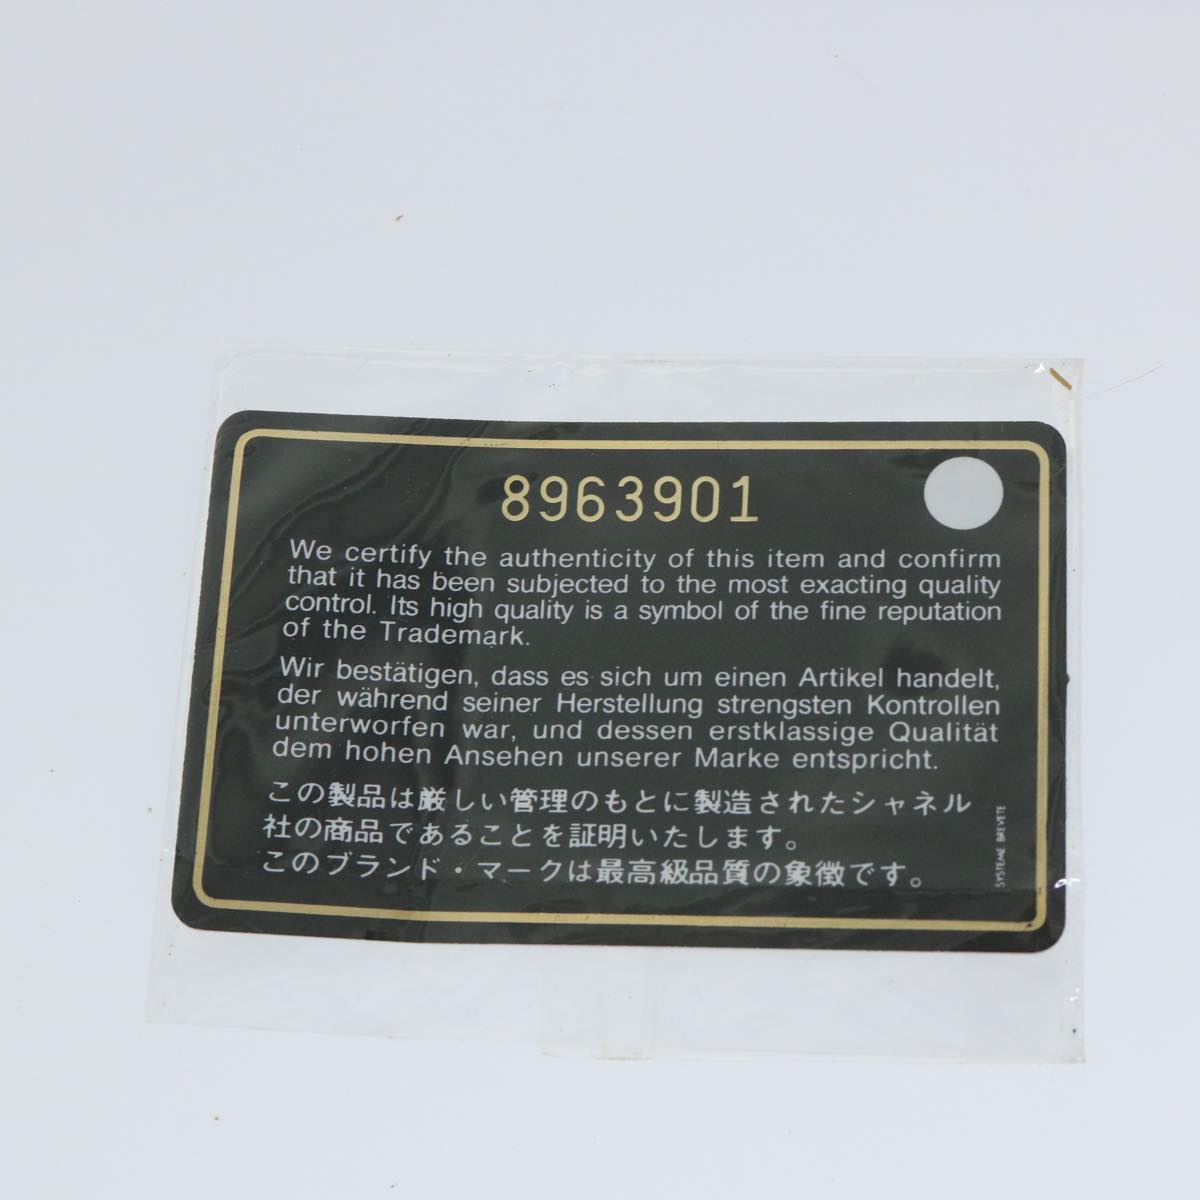 8963901
We certify the authenticity of this item and confirm
that it has been subjected to the most exacting quality
control. Its high quality is a symbol of the fine reputation
of the Trademark.
Wir bestätigen, dass es sich um einen Artikel handelt,
der während seiner Herstellung strengsten Kontrollen
unterworfen war, und dessen erstklassige Qualität
dem hohen Ansehen unserer Marke entspricht.
この製品は厳しい管理のもとに製造されたシャネル
社の商品であることを証明いたします。
このブランド・マークは最高級品質の象徴です。
SYSTEME BREVETE